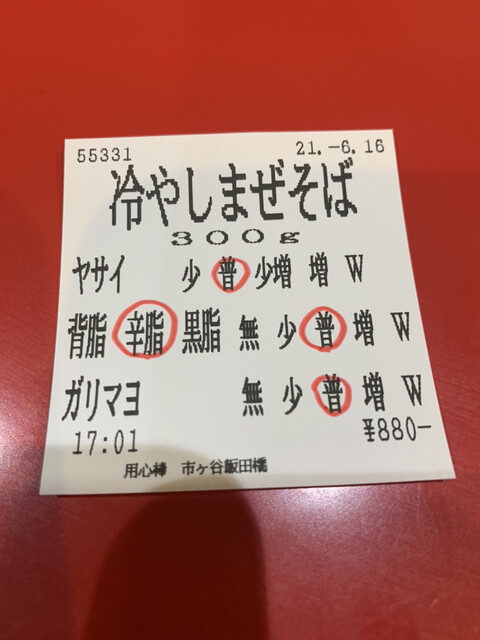 55331 21.-6.16
冷やしまぜそば
300g
ヤサイ 少 普 少増 増 W
背脂 辛脂 黒脂 無 少 普 増 W
ガリマヨ 無 少 普 増 W
17:01 ¥880-
用心棒 市ヶ谷飯田橋